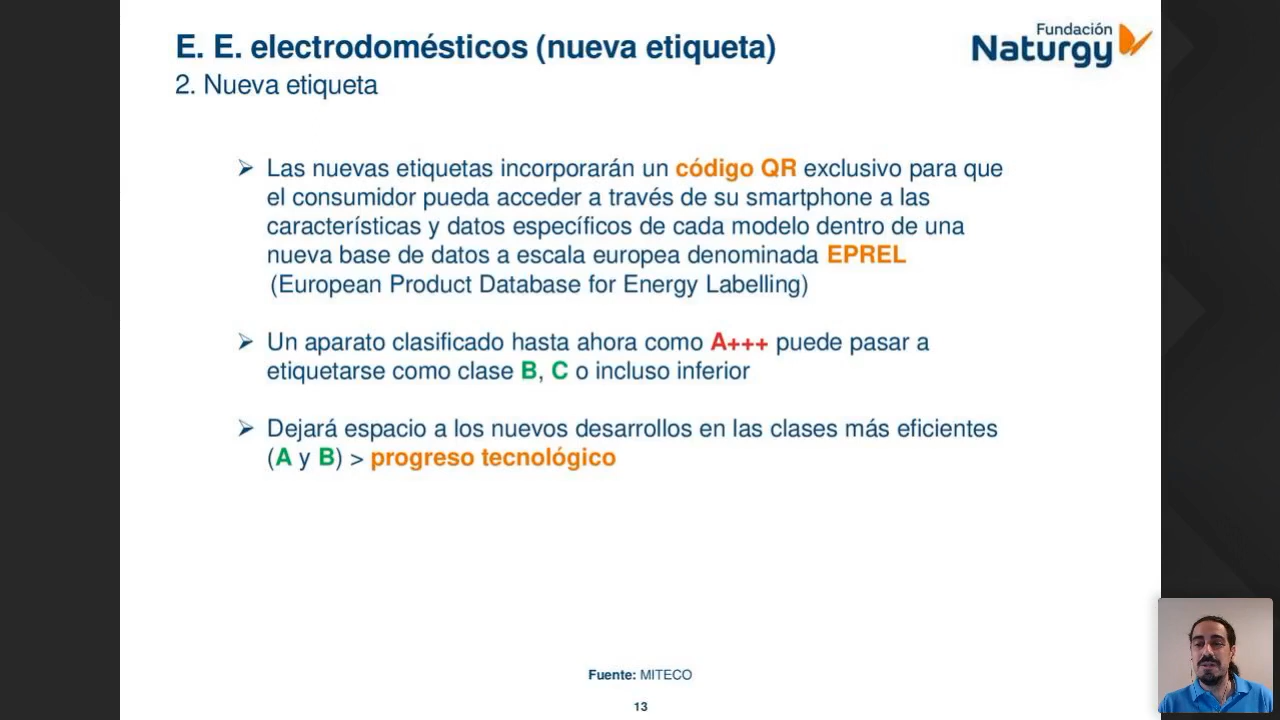 E. E. electrodomésticos (nueva etiqueta)
2. Nueva etiqueta
Fundación
Naturgy
Las nuevas etiquetas incorporarán un código QR exclusivo para que
el consumidor pueda acceder a través de su smartphone a las
características y datos específicos de cada modelo dentro de una
nueva base de datos a escala europea denominada EPREL
(European Product Database for Energy Labelling)
Un aparato clasificado hasta ahora como A+++ puede pasar a
etiquetarse como clase B, C o incluso inferior
Dejará espacio a los nuevos desarrollos en las clases más eficientes
(A y B) > progreso tecnológico
Fuente: MITECO
13